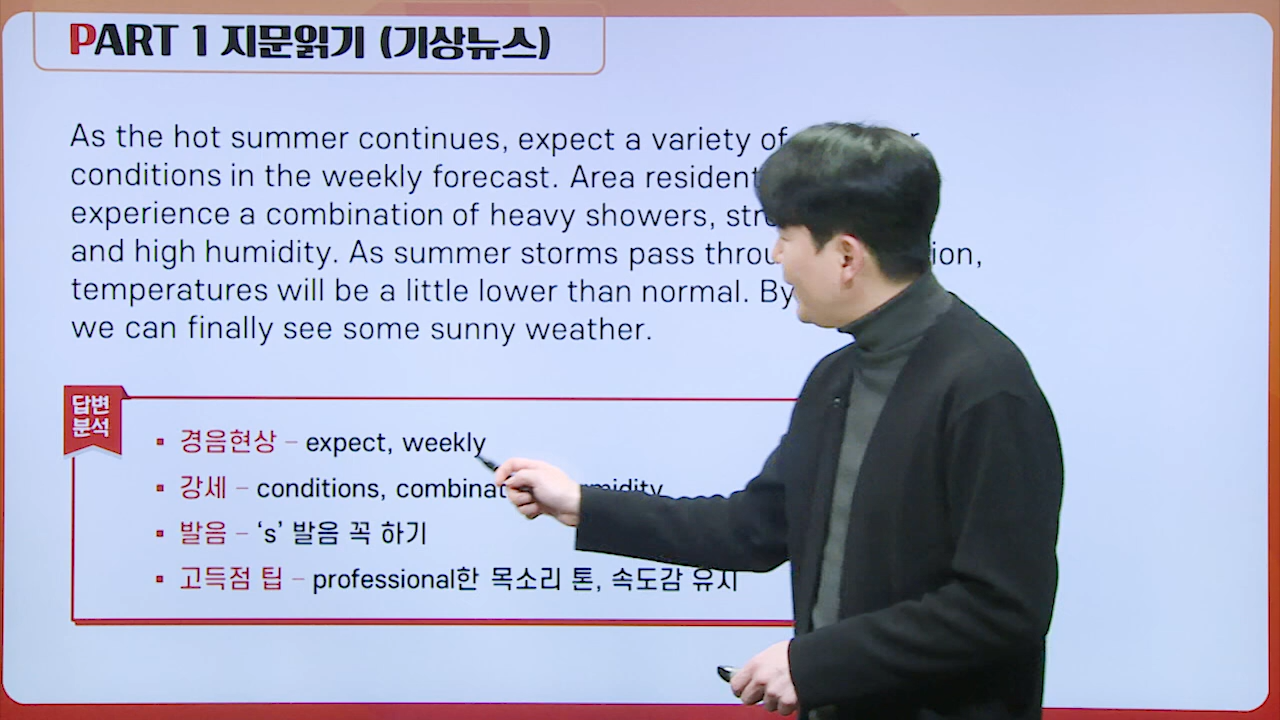 PART 1 지문읽기 (기상뉴스)
As the hot summer continues, expect a variety of
conditions in the weekly forecast. Area
experience a combination of heavy showers,
and high humidity. As summer storms pass
temperatures will be a little lower than normal. By
we can finally see some sunny weather.
답변
분석
▪ 경음현상 – expect, weekly
▪ 강세 – conditions,
▪ 발음 – ‘s’ 발음 꼭 하기
▪ 고득점 팁 – professional한 목소리 톤, 속도감 유지